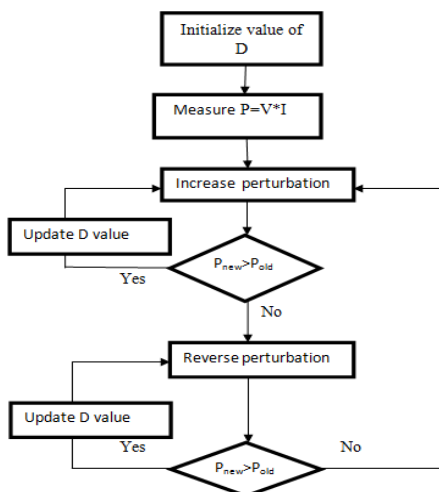 Initialize value of
D
Measure P=V*I
Increase perturbation
Update D value
Pnew>Pold
Yes
No
Reverse perturbation
Update D value
Yes
No
Pnew>Pold